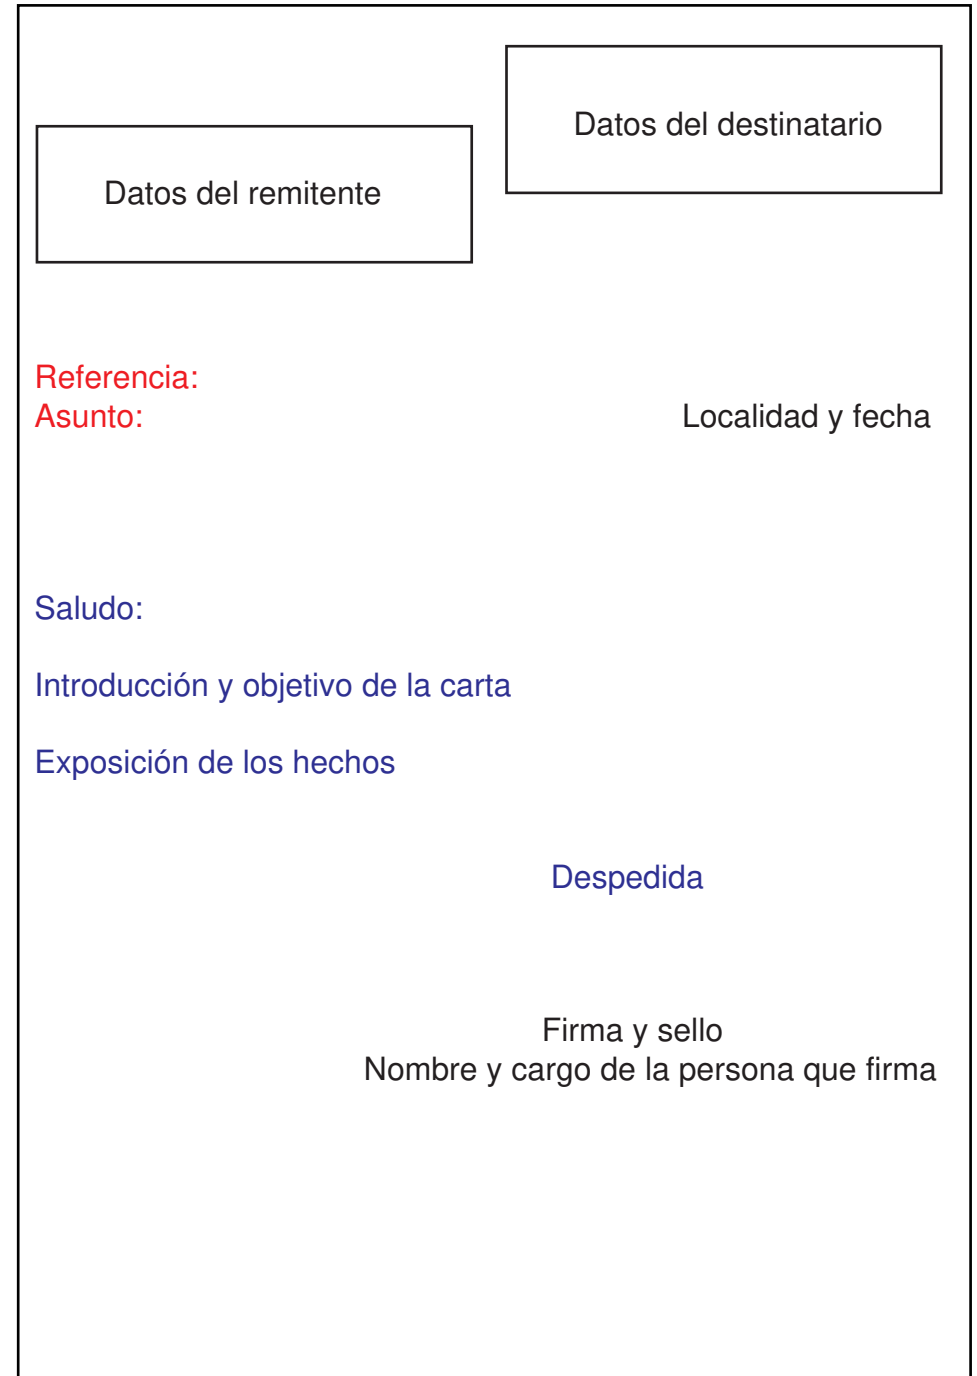 Datos del destinatario
Datos del remitente
Referencia:
Asunto:
Localidad y fecha
Saludo:
Introducción y objetivo de la carta
Exposición de los hechos
Despedida
Firma y sello
Nombre y cargo de la persona que firma